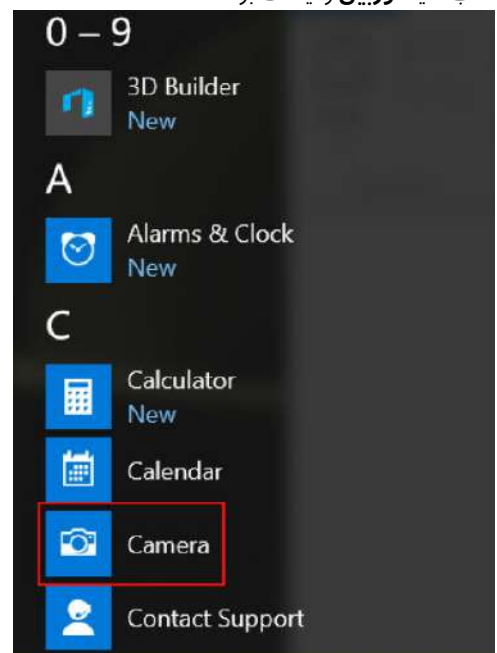 0 – 9
3D Builder
New
A
Alarms & Clock
New
C
Calculator
New
Calendar
Camera
Contact Support